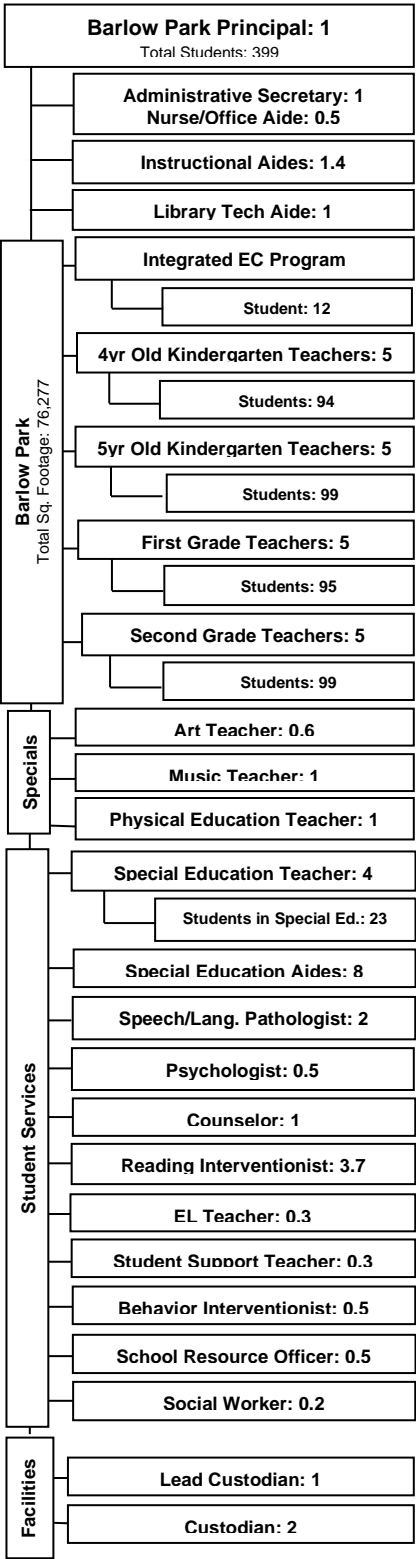 Barlow Park Principal: 1
Total Students: 399
Administrative Secretary: 1
Nurse/Office Aide: 0.5
Instructional Aides: 1.4
Library Tech Aide: 1
Barlow Park
Total Sq. Footage: 76,277
Integrated EC Program
Student: 12
4yr Old Kindergarten Teachers: 5
Students: 94
5yr Old Kindergarten Teachers: 5
Students: 99
First Grade Teachers: 5
Students: 95
Second Grade Teachers: 5
Students: 99
Specials
Art Teacher: 0.6
Music Teacher: 1
Physical Education Teacher: 1
Student Services
Special Education Teacher: 4
Students in Special Ed.: 23
Special Education Aides: 8
Speech/Lang. Pathologist: 2
Psychologist: 0.5
Counselor: 1
Reading Interventionist: 3.7
EL Teacher: 0.3
Student Support Teacher: 0.3
Behavior Interventionist: 0.5
School Resource Officer: 0.5
Social Worker: 0.2
Facilities
Lead Custodian: 1
Custodian: 2